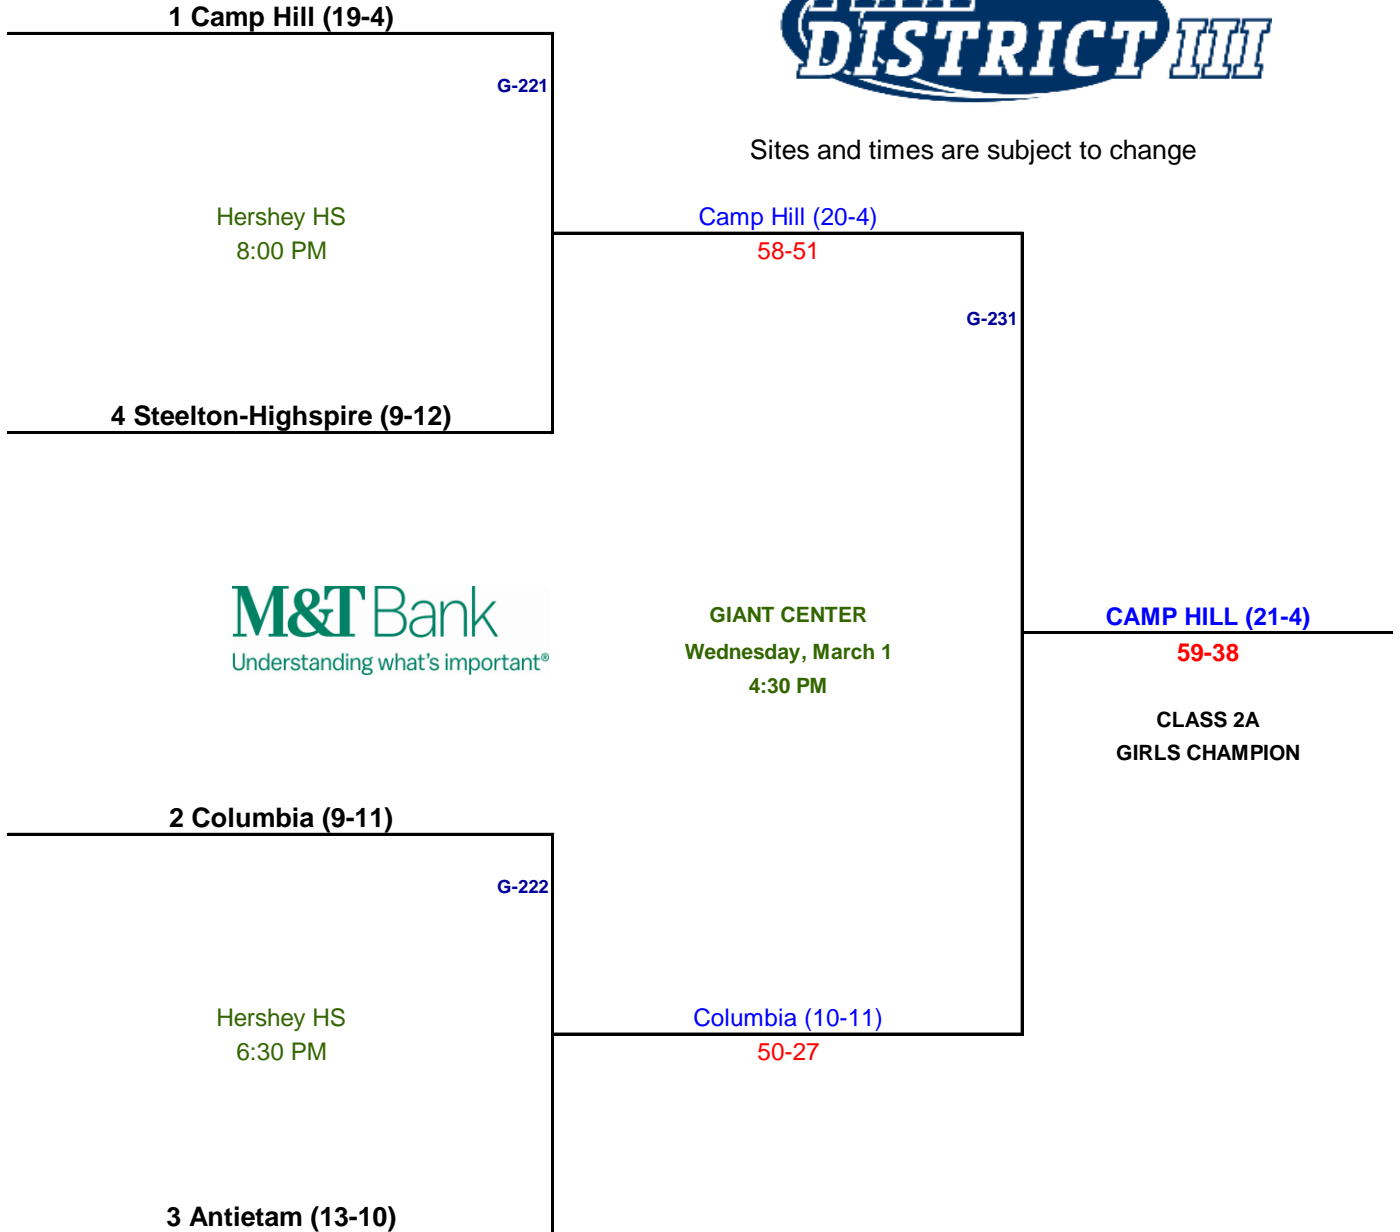 1 Camp Hill (19-4)
DISTRICT III
G-221
Sites and times are subject to change
Hershey HS
8:00 PM
Camp Hill (20-4)
58-51
G-231
4 Steelton-Highspire (9-12)
M&T Bank
Understanding what's important®
GIANT CENTER
Wednesday, March 1
4:30 PM
CAMP HILL (21-4)
59-38
CLASS 2A
GIRLS CHAMPION
2 Columbia (9-11)
G-222
Hershey HS
6:30 PM
Columbia (10-11)
50-27
3 Antietam (13-10)